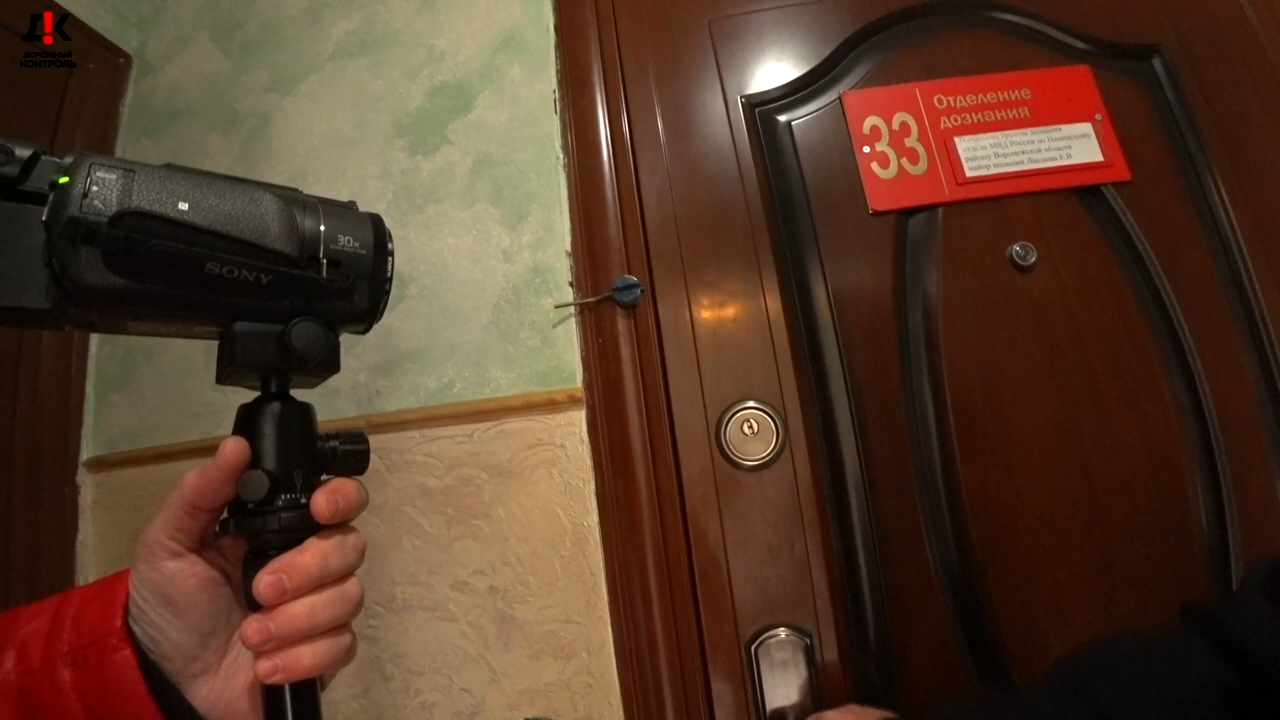 Д!К
ДОРОЖНЫЙ
КОНТРОЛЬ
33
Отделение
дознания
Начальник группы дознания
отдела МВД России по Панинскому
району Воронежской области
майор полиции Е.В
30x
SONY